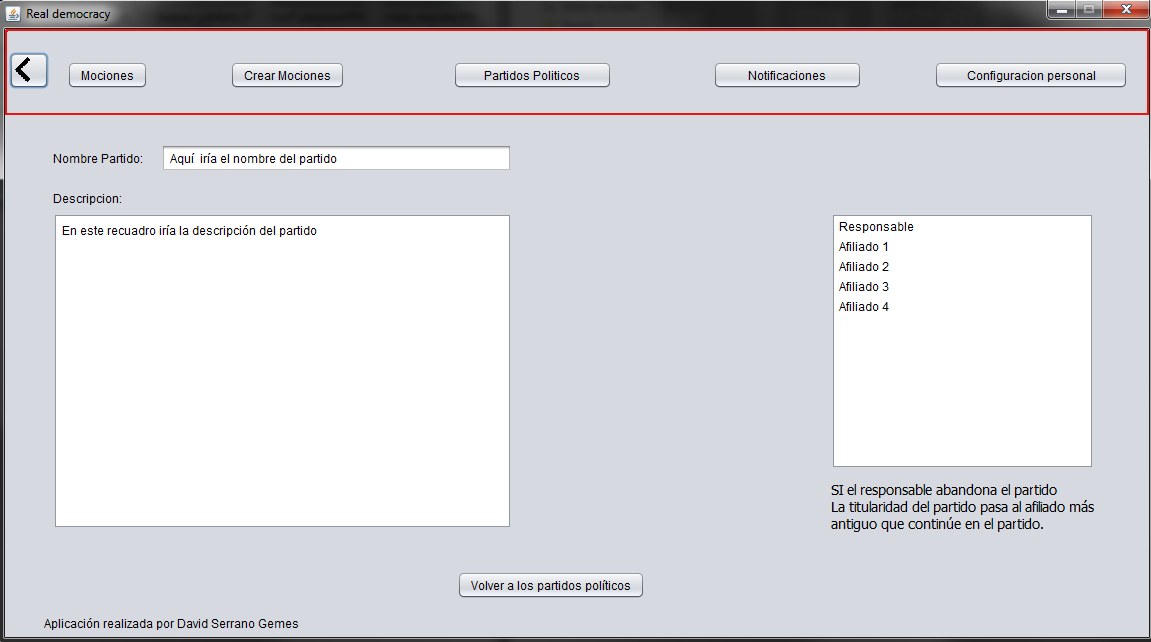 Real democracy
Mociones
Crear Mociones
Partidos Politicos
Notificaciones
Configuracion personal
Nombre Partido:
Aquí iría el nombre del partido
Descripcion:
En este recuadro iría la descripción del partido
Responsable
Afiliado 1
Afiliado 2
Afiliado 3
Afiliado 4
SI el responsable abandona el partido
La titularidad del partido pasa al afiliado más
antiguo que continúe en el partido.
Volver a los partidos políticos
Aplicación realizada por David Serrano Gemes